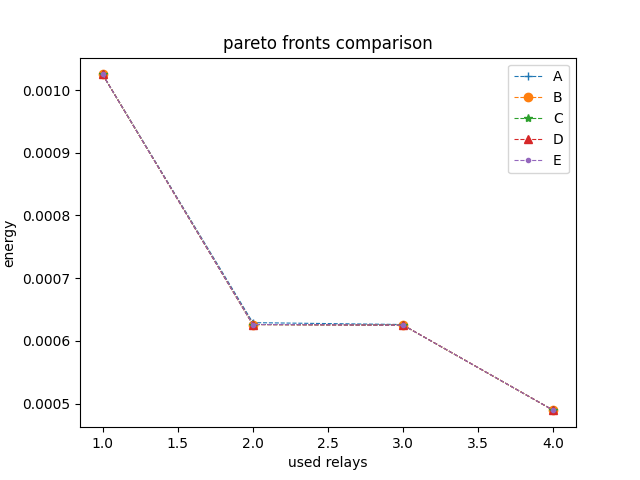 pareto fronts comparison
A
B
C
D
E
0.0010
0.0009
0.0008
0.0007
0.0006
0.0005
energy
1.0 1.5 2.0 2.5 3.0 3.5 4.0
used relays